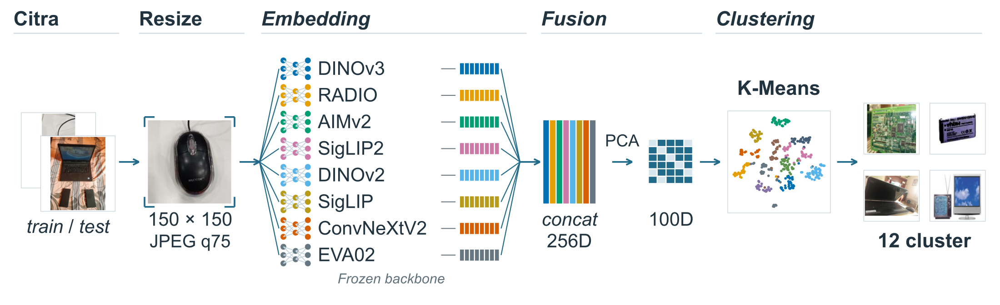 Citra
Resize
Embedding
Fusion
Clustering
train / test
150 × 150
JPEG q75
DINOv3
RADIO
AIMv2
SigLIP2
DINOv2
SigLIP
ConvNeXtV2
EVA02
Frozen backbone
concat
256D
PCA
100D
K-Means
12 cluster